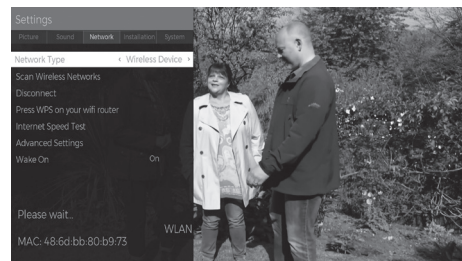 Settings
Picture Sound Network Installation System
Network Type Wireless Device
Scan Wireless Networks
Disconnect
Press WPS on your wifi router
Internet Speed Test
Advanced Settings
Wake On On
Please wait...
WLAN
MAC: 48:6d:bb:80:b9:73